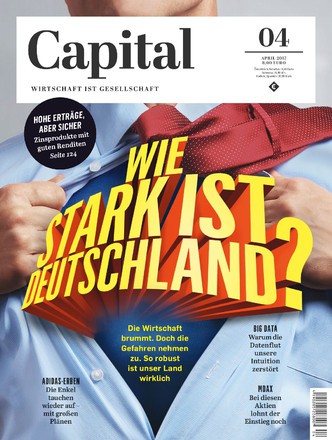 Capital
WIRTSCHAFT IST GESELLSCHAFT
04
APRIL 2017
HOHE ERTRÄGE,
ABER SICHER
Zinsprodukte mit
guten Renditen
Seite 124
WIE
STARK IST
DEUTSCHLAND?
Die Wirtschaft
brummt. Doch die
Gefahren nehmen
zu. So robust
ist unser Land
wirklich
ADIDAS-ERBEN
Die Enkel
tauchen
wieder auf –
mit großen
Plänen
BIG DATA
Warum die
Datenflut
unsere
Intuition
zerstört
MDAX
Bei diesen
Aktien
lohnt der
Einstieg noch